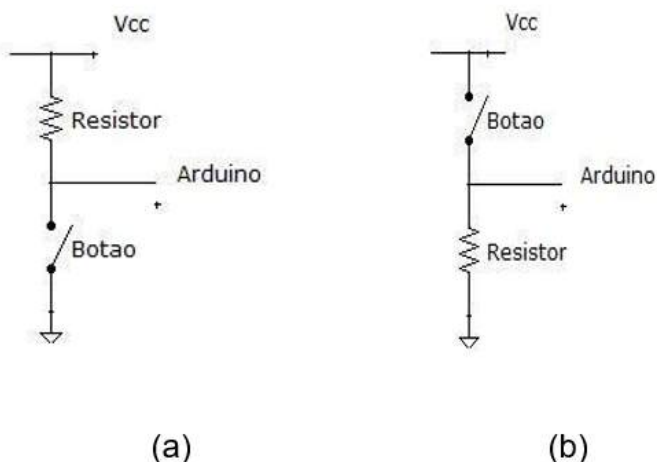 Vcc
Resistor
Arduino
Botao
(a)
Vcc
Botao
Arduino
Resistor
(b)